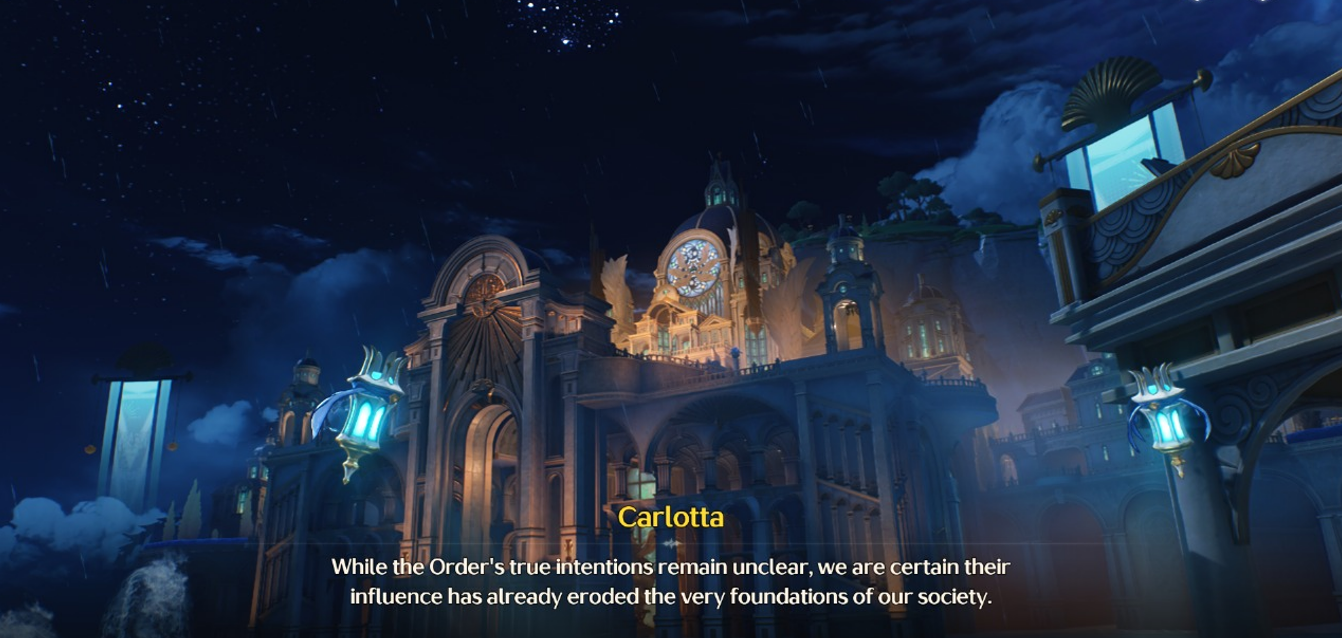 Carlotta
While the Order's true intentions remain unclear, we are certain their
influence has already eroded the very foundations of our society.